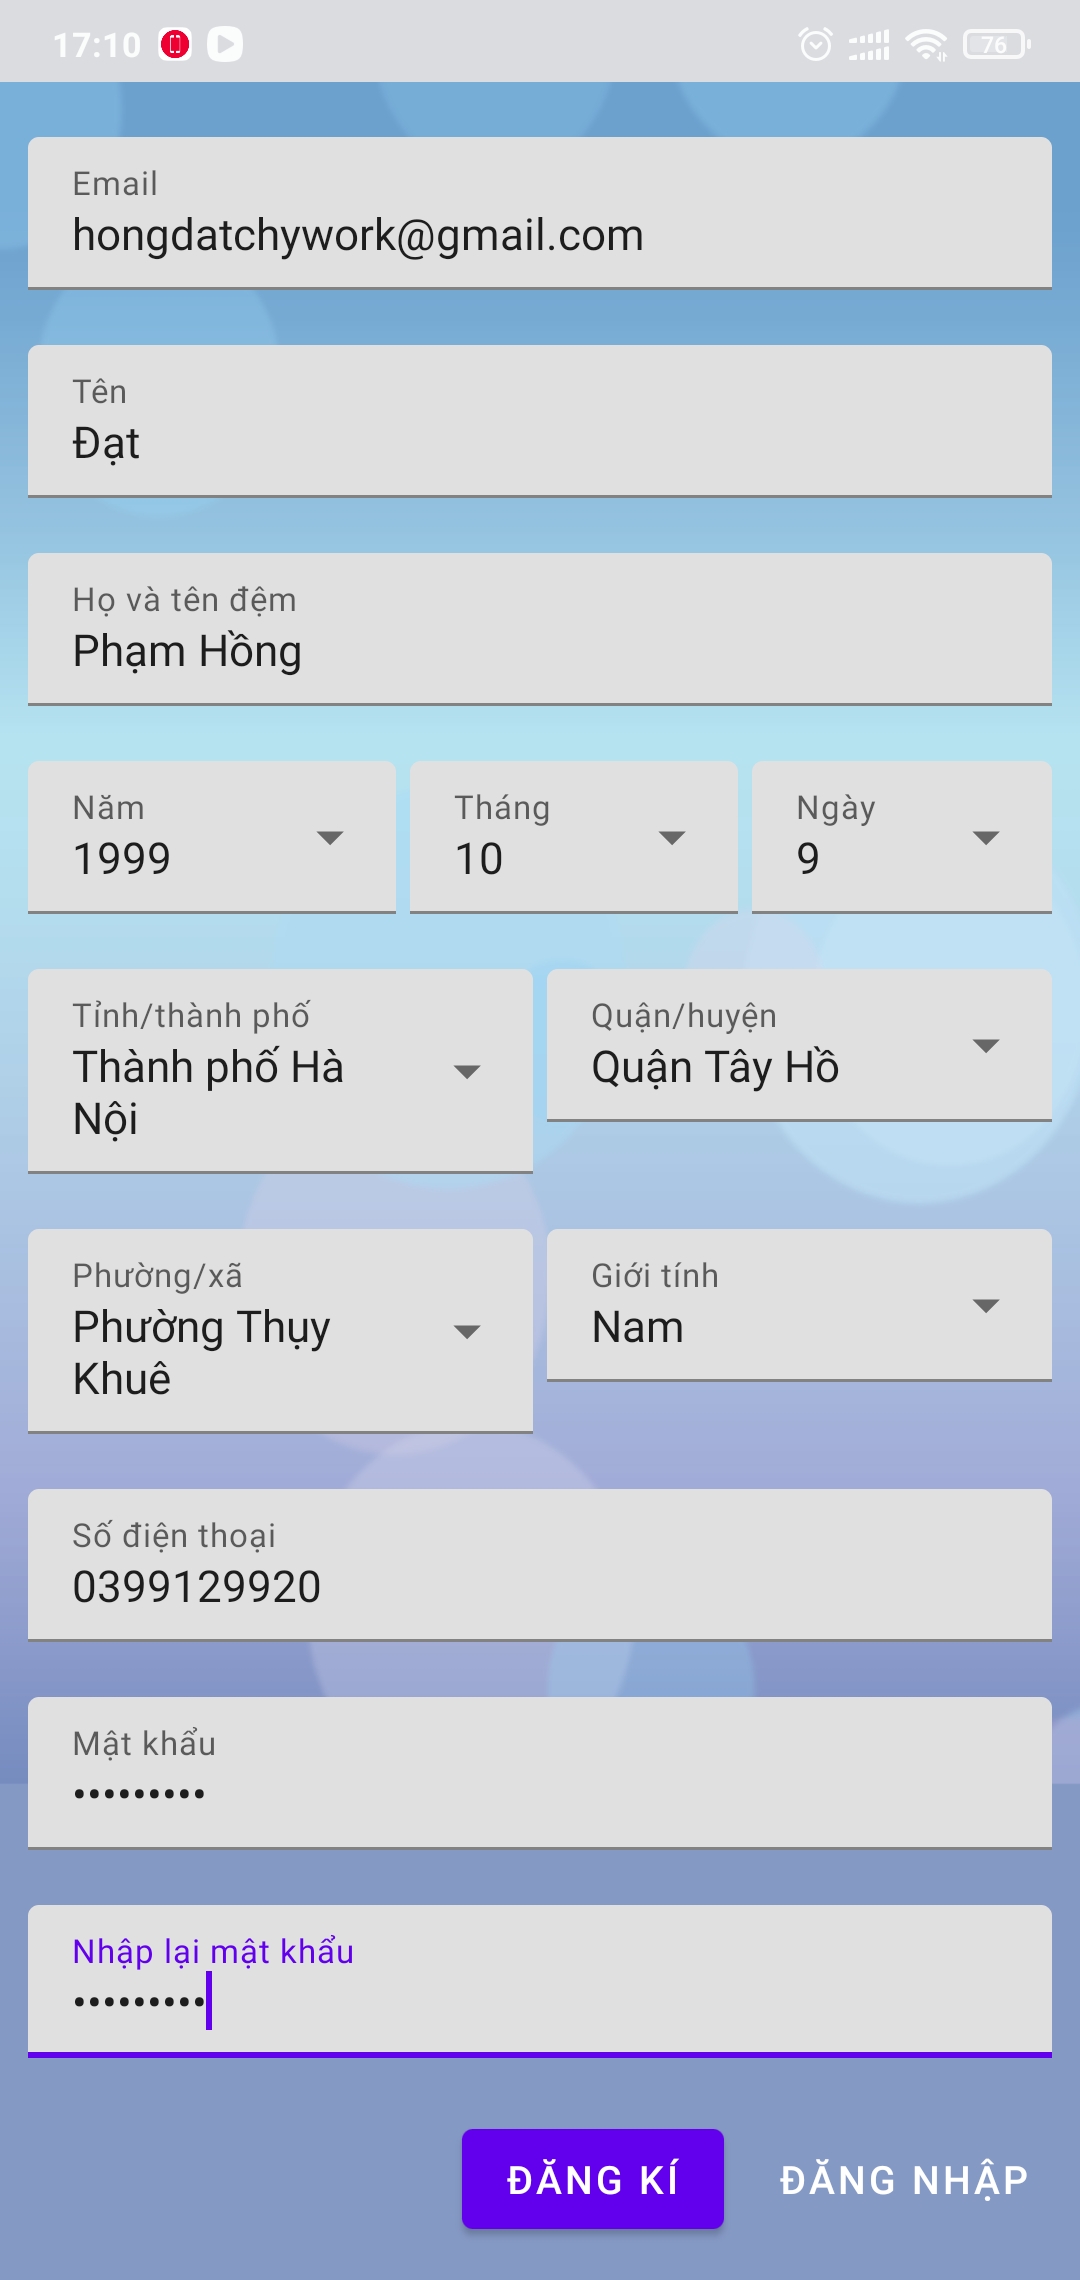 17:10
76
Email
hongdatchywork@gmail.com
Tên
Đạt
Họ và tên đệm
Phạm Hồng
Năm
1999
Tháng
10
Ngày
9
Tỉnh/thành phố
Thành phố Hà
Nội
Quận/huyện
Quận Tây Hồ
Phường/xã
Phường Thụy
Khuê
Giới tính
Nam
Số điện thoại
0399129920
Mật khẩu
•••••••••
Nhập lại mật khẩu
•••••••••
ĐĂNG KÍ
ĐĂNG NHẬP